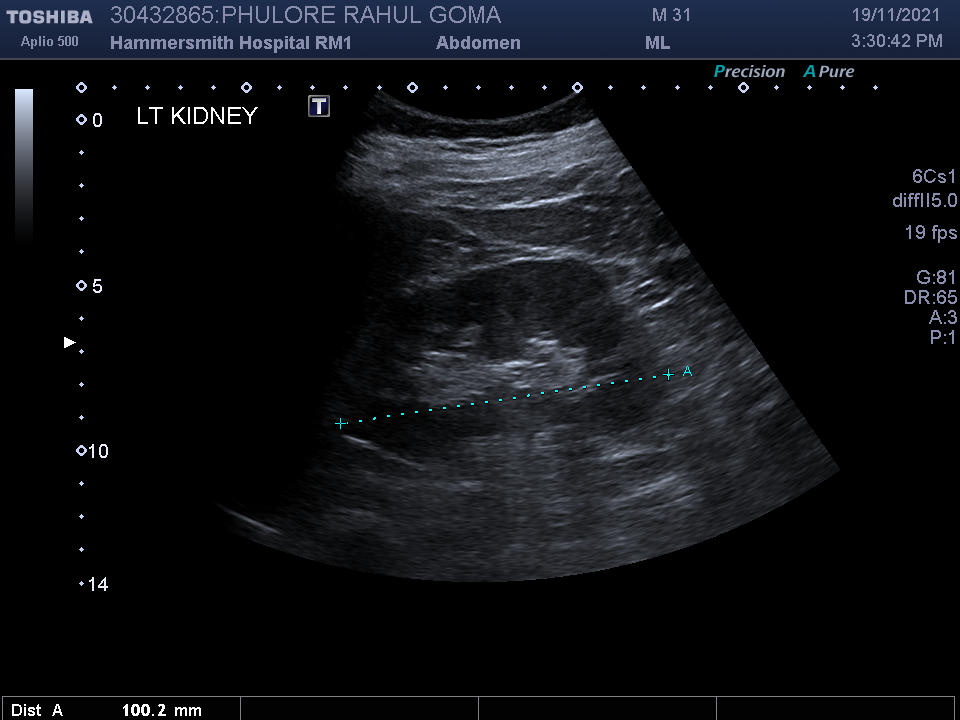 TOSHIBA 30432865:PHULORE RAHUL GOMA M 31 19/11/2021
Aplio 500 Hammersmith Hospital RM1 Abdomen ML 3:30:42 PM
Precision A Pure
0 LT KIDNEY T
6Cs1
diffII5.0
19 fps
5
G:81
DR:65
A:3
P:1
A
10
14
Dist A 100.2 mm